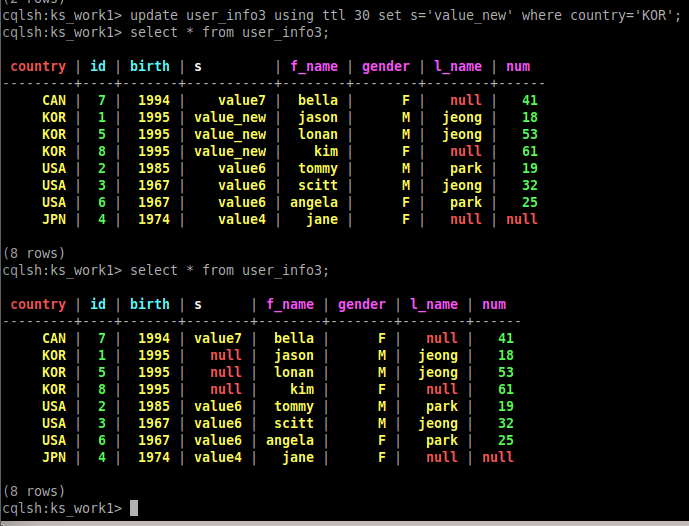 (2 rows)
cqlsh:ks_work1> update user_info3 using ttl 30 set s='value_new' where country='KOR';
cqlsh:ks_work1> select * from user_info3;
 country | id | birth | s         | f_name | gender | l_name | num
---------+----+-------+-----------+--------+--------+--------+------
     CAN |  7 |  1994 |    value7 |  bella |      F |   null |   41
     KOR |  1 |  1995 | value_new |  jason |      M |  jeong |   18
     KOR |  5 |  1995 | value_new |  lonan |      M |  jeong |   53
     KOR |  8 |  1995 | value_new |    kim |      F |   null |   61
     USA |  2 |  1985 |    value6 |  tommy |      M |   park |   19
     USA |  3 |  1967 |    value6 |  scitt |      M |  jeong |   32
     USA |  6 |  1967 |    value6 | angela |      F |   park |   25
     JPN |  4 |  1974 |    value4 |   jane |      F |   null | null
(8 rows)
cqlsh:ks_work1> select * from user_info3;
 country | id | birth | s      | f_name | gender | l_name | num
---------+----+-------+--------+--------+--------+--------+------
     CAN |  7 |  1994 | value7 |  bella |      F |   null |   41
     KOR |  1 |  1995 |   null |  jason |      M |  jeong |   18
     KOR |  5 |  1995 |   null |  lonan |      M |  jeong |   53
     KOR |  8 |  1995 |   null |    kim |      F |   null |   61
     USA |  2 |  1985 | value6 |  tommy |      M |   park |   19
     USA |  3 |  1967 | value6 |  scitt |      M |  jeong |   32
     USA |  6 |  1967 | value6 | angela |      F |   park |   25
     JPN |  4 |  1974 | value4 |   jane |      F |   null | null
(8 rows)
cqlsh:ks_work1>